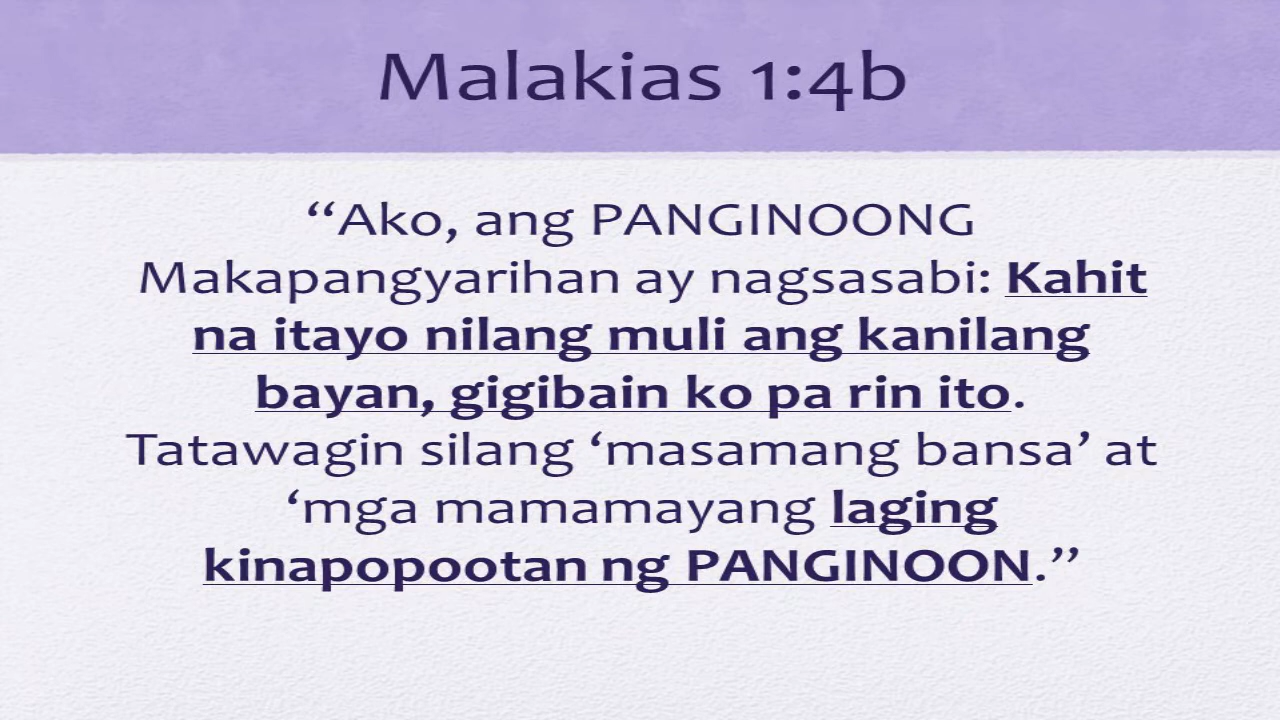 Malakias 1:4b
“Ako, ang PANGINOONG
Makapangyarihan ay nagsasabi: Kahit
na itayo nilang muli ang kanilang
bayan, gigibain ko pa rin ito.
Tatawagin silang ‘masamang bansa’ at
‘mga mamamayang laging
kinapopootan ng PANGINOON.”